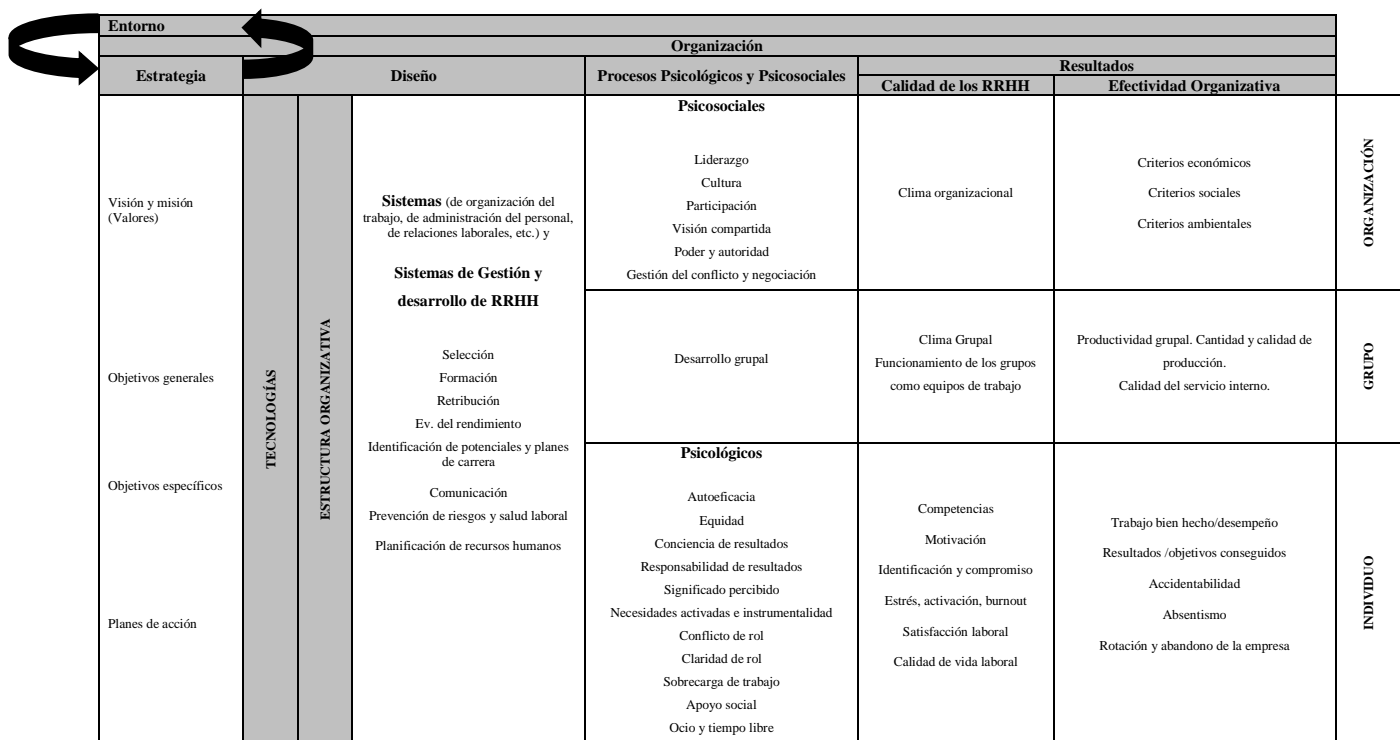 Entorno
Organización
Estrategia
Diseño
Procesos Psicológicos y Psicosociales
Resultados
Calidad de los RRHH
Efectividad Organizativa
Visión y misión
(Valores)
Objetivos generales
Objetivos específicos
Planes de acción
TECNOLOGÍAS
ESTRUCTURA ORGANIZATIVA
Sistemas (de organización del
trabajo, de administración del personal,
de relaciones laborales, etc.) y
Sistemas de Gestión y
desarrollo de RRHH
Selección
Formación
Retribución
Ev. del rendimiento
Identificación de potenciales y planes
de carrera
Comunicación
Prevención de riesgos y salud laboral
Planificación de recursos humanos
Psicosociales
Liderazgo
Cultura
Participación
Visión compartida
Poder y autoridad
Gestión del conflicto y negociación
Clima organizacional
Criterios económicos
Criterios sociales
Criterios ambientales
ORGANIZACIÓN
Desarrollo grupal
Clima Grupal
Funcionamiento de los grupos
como equipos de trabajo
Productividad grupal. Cantidad y calidad de
producción.
Calidad del servicio interno.
GRUPO
Psicológicos
Autoeficacia
Equidad
Conciencia de resultados
Responsabilidad de resultados
Significado percibido
Necesidades activadas e instrumentalidad
Conflicto de rol
Claridad de rol
Sobrecarga de trabajo
Apoyo social
Ocio y tiempo libre
Competencias
Motivación
Identificación y compromiso
Estrés, activación, burnout
Satisfacción laboral
Calidad de vida laboral
Trabajo bien hecho/desempeño
Resultados /objetivos conseguidos
Accidentabilidad
Absentismo
Rotación y abandono de la empresa
INDIVIDUO